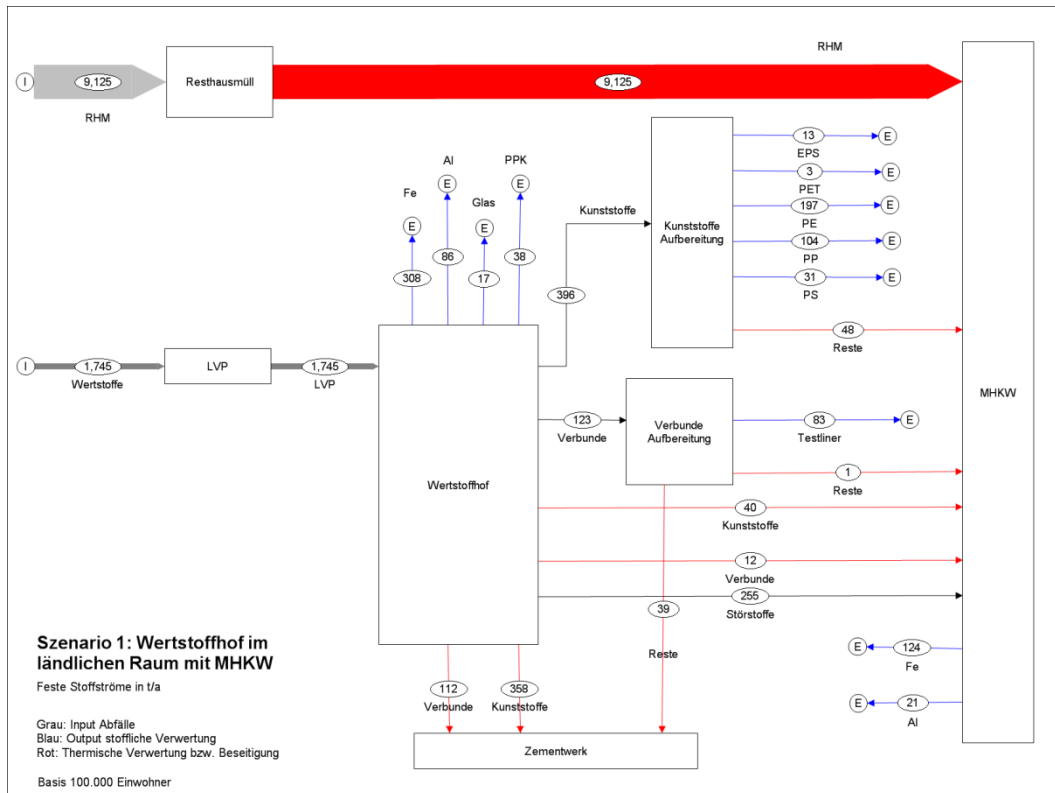 RHM
I
9,125
RHM
Resthausmüll
9,125
MHKW
Fe
Al
Glas
PPK
E
E
E
E
308
86
17
38
Kunststoffe
396
Kunststoffe
Aufbereitung
13
E
EPS
3
E
PET
197
E
PE
104
E
PP
31
E
PS
48
Reste
I
1,745
Wertstoffe
LVP
1,745
LVP
Wertstoffhof
123
Verbunde
Verbunde
Aufbereitung
83
E
Testliner
1
Reste
40
Kunststoffe
12
Verbunde
255
Störstoffe
39
Reste
E
124
Fe
E
21
Al
112
Verbunde
358
Kunststoffe
Zementwerk
Szenario 1: Wertstoffhof im
ländlichen Raum mit MHKW
Feste Stoffströme in t/a
Grau: Input Abfälle
Blau: Output stoffliche Verwertung
Rot: Thermische Verwertung bzw. Beseitigung
Basis 100.000 Einwohner